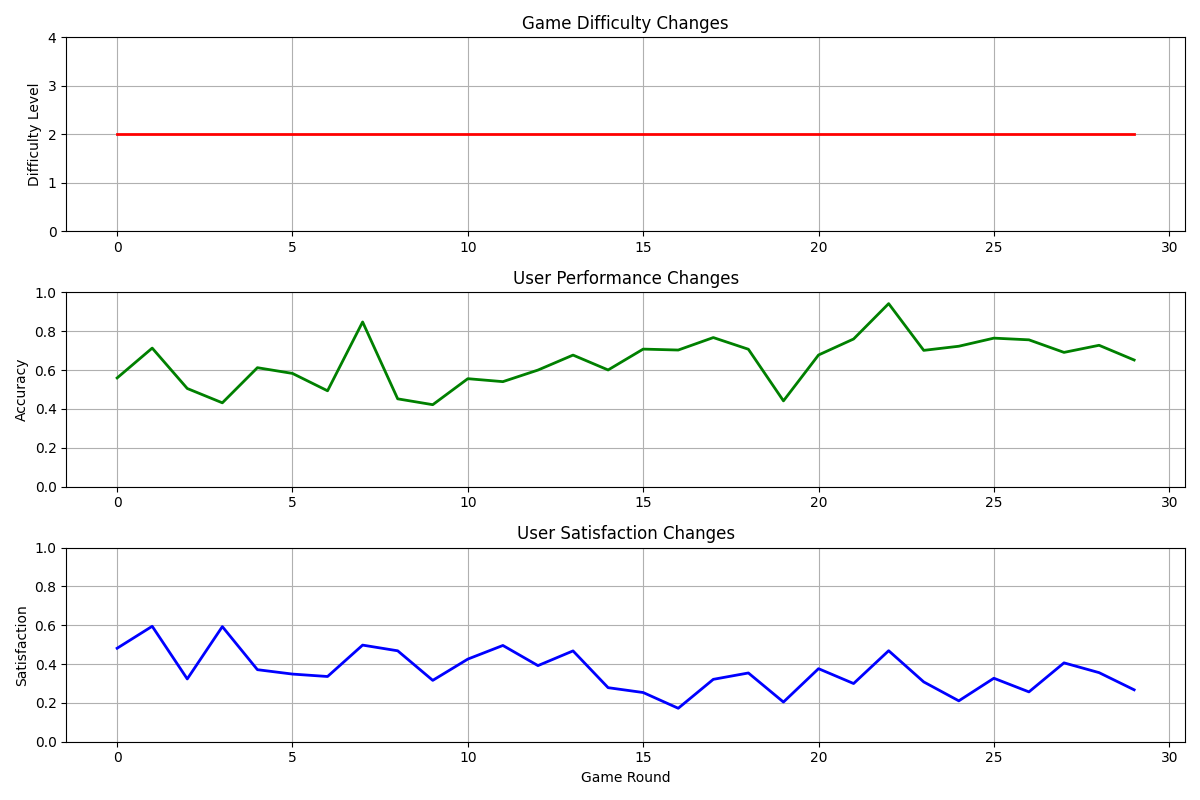 Game Difficulty Changes
4
3
2
1
0
Difficulty Level
0 5 10 15 20 25 30
User Performance Changes
1.0
0.8
0.6
0.4
0.2
0.0
Accuracy
0 5 10 15 20 25 30
User Satisfaction Changes
1.0
0.8
0.6
0.4
0.2
0.0
Satisfaction
0 5 10 15 20 25 30
Game Round